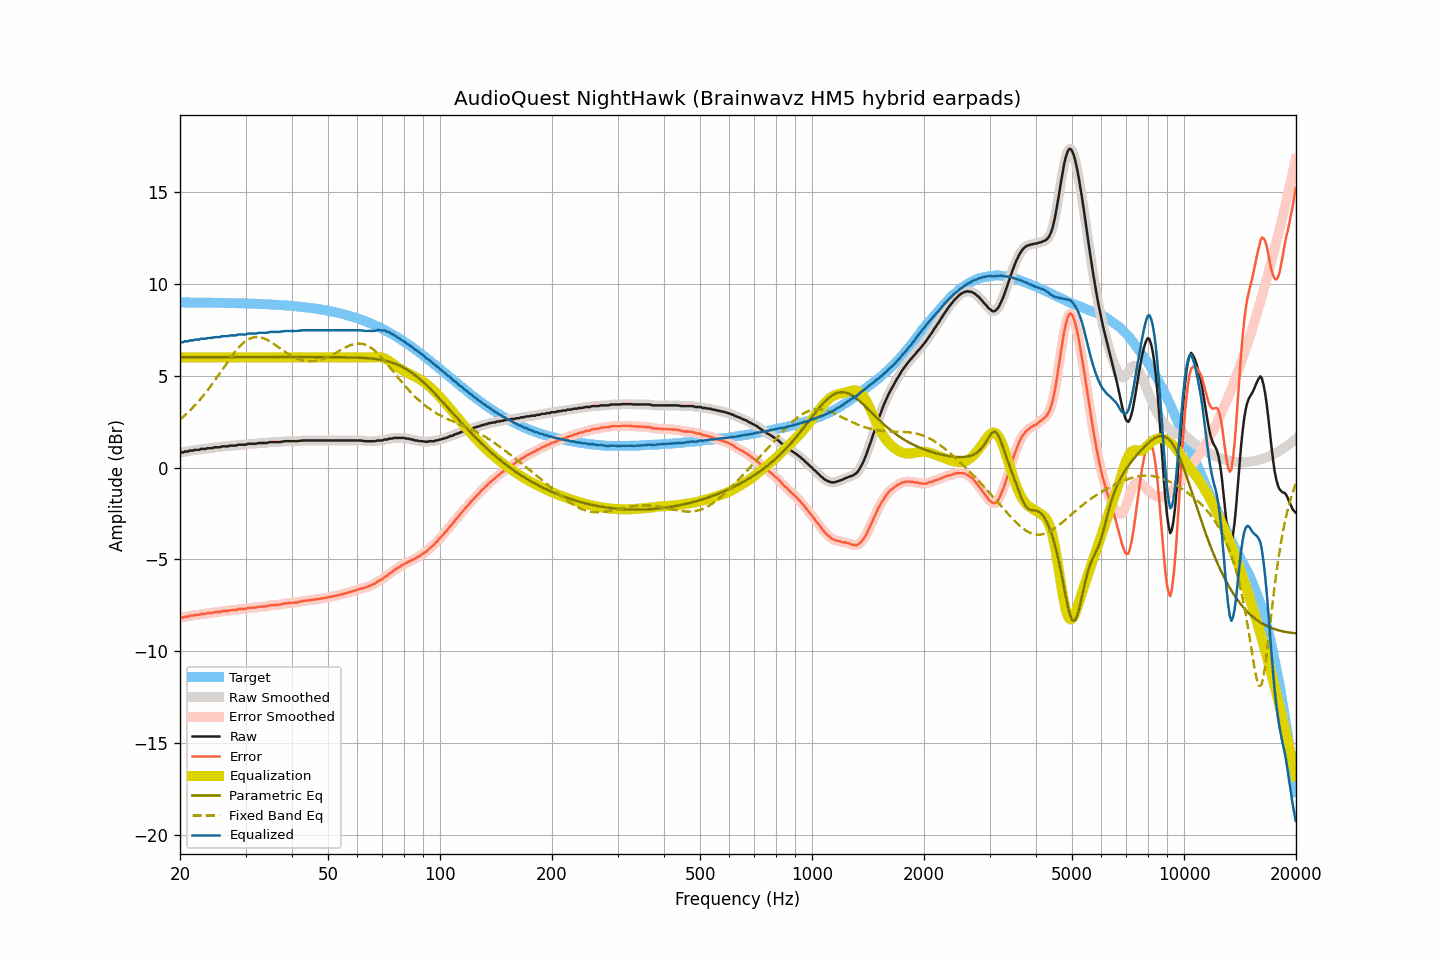 AudioQuest NightHawk (Brainwavz HM5 hybrid earpads)
Amplitude (dBr)
15
10
5
0
−5
−10
−15
−20
Target
Raw Smoothed
Error Smoothed
Raw
Error
Equalization
Parametric Eq
Fixed Band Eq
Equalized
20 50 100 200 500 1000 2000 5000 10000 20000
Frequency (Hz)